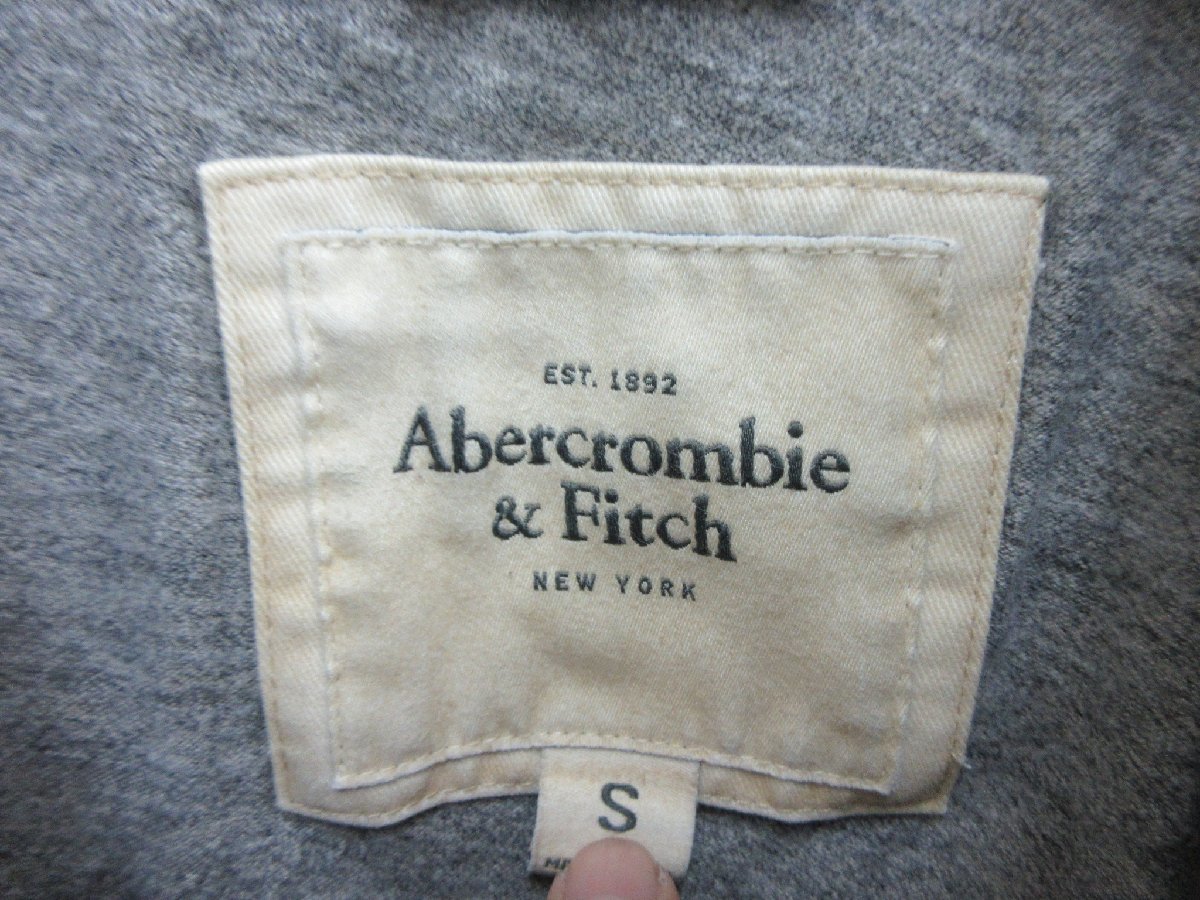 EST. 1892
Abercrombie
& Fitch
NEW YORK
S